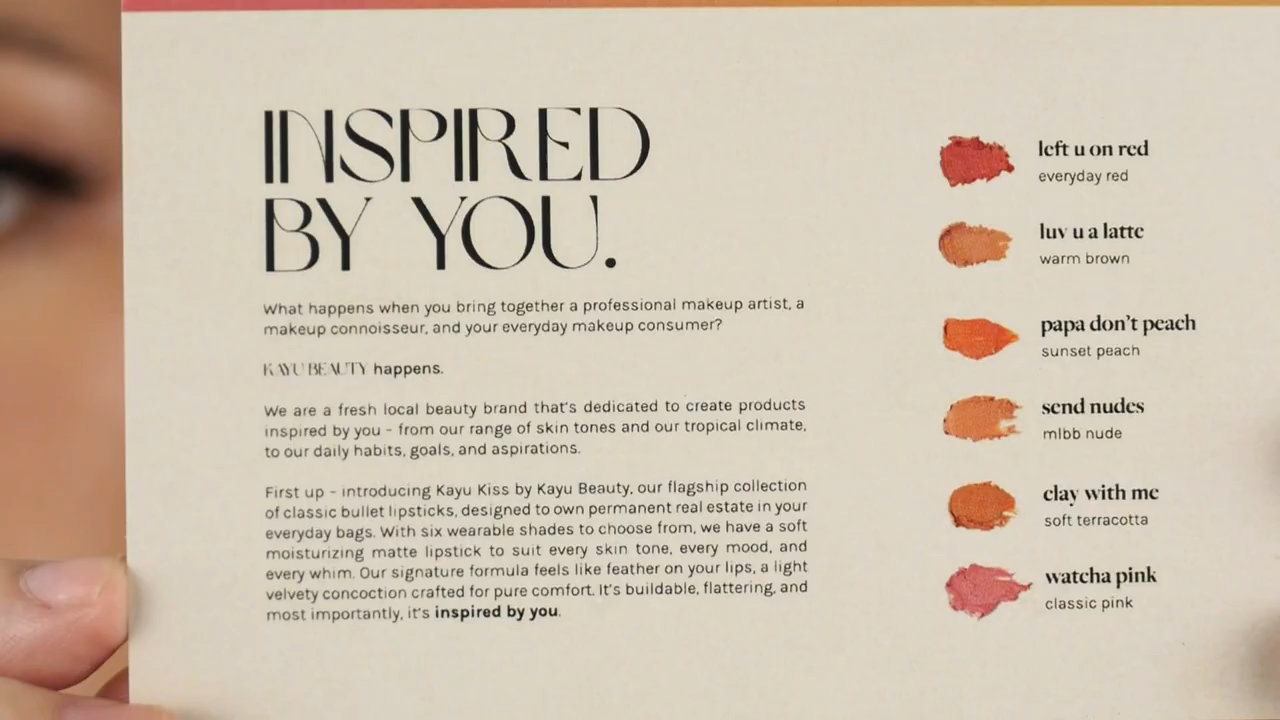 INSPIRED
BY YOU.
What happens when you bring together a professional makeup artist, a
makeup connoisseur, and your everyday makeup consumer?
KAYU BEAUTY happens.
We are a fresh local beauty brand that's dedicated to create products
inspired by you - from our range of skin tones and our tropical climate,
to our daily habits, goals, and aspirations.
First up - introducing Kayu Kiss by Kayu Beauty, our flagship collection
of classic bullet lipsticks, designed to own permanent real estate in your
everyday bags. With six wearable shades to choose from, we have a soft
moisturizing matte lipstick to suit every skin tone, every mood, and
every whim. Our signature formula feels like feather on your lips, a light
velvety concoction crafted for pure comfort. It's buildable, flattering, and
most importantly, it's inspired by you.
left u on red
everyday red
luv u a latte
warm brown
papa don't peach
sunset peach
send nudes
mlbb nude
clay with me
soft terracotta
watcha pink
classic pink